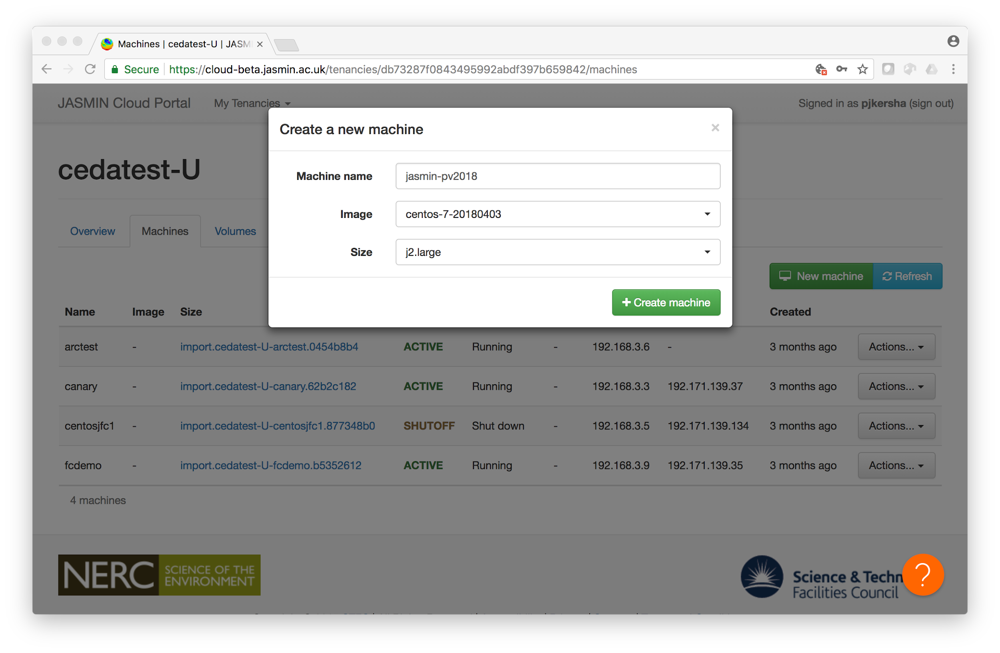 Machines | cedatest-U | JASM
Secure https://cloud-beta.jasmin.ac.uk/tenancies/db73287f0843495992abdf397b659842/machines
JASMIN Cloud Portal My Tenancies Signed in as pjkersha (sign out)
Create a new machine ×
cedatest-U
Machine name jasmin-pv2018
Image centos-7-20180403
Overview Machines Volumes
Size j2.large
New machine Refresh
Create machine
Name Image Size Created
arctest - import.cedatest-U-arctest.0454b8b4 ACTIVE Running - 192.168.3.6 - 3 months ago Actions...
canary - import.cedatest-U-canary.62b2c182 ACTIVE Running - 192.168.3.3 192.171.139.37 3 months ago Actions...
centosjfc1 - import.cedatest-U-centosjfc1.877348b0 SHUTOFF Shut down - 192.168.3.5 192.171.139.134 3 months ago Actions...
fcdemo - import.cedatest-U-fcdemo.b5352612 ACTIVE Running - 192.168.3.9 192.171.139.35 3 months ago Actions...
4 machines
NERC SCIENCE OF THE
ENVIRONMENT
Science & Techn
Facilities Council
?